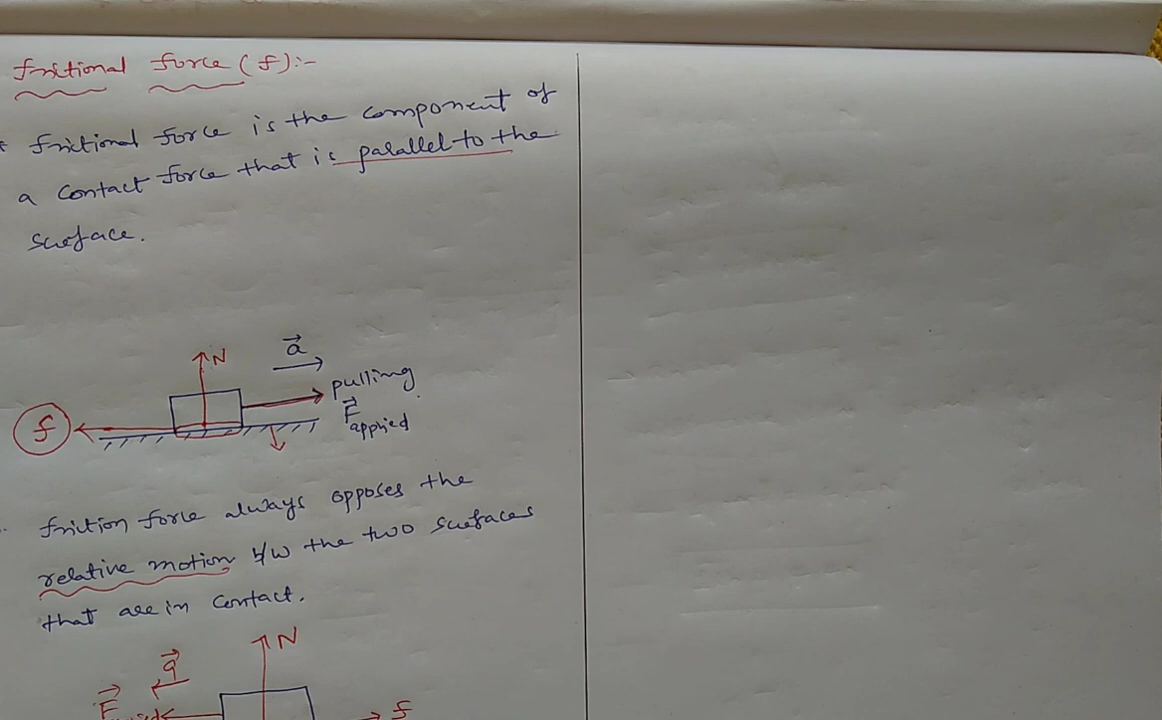 frictional force (f):-
* frictional force is the component of
a contact force that is parallel to the
surface.
N
a
pulling
F applied
f
friction force always opposes the
relative motion b/w the two surfaces
that are in contact.
N
a
F
f